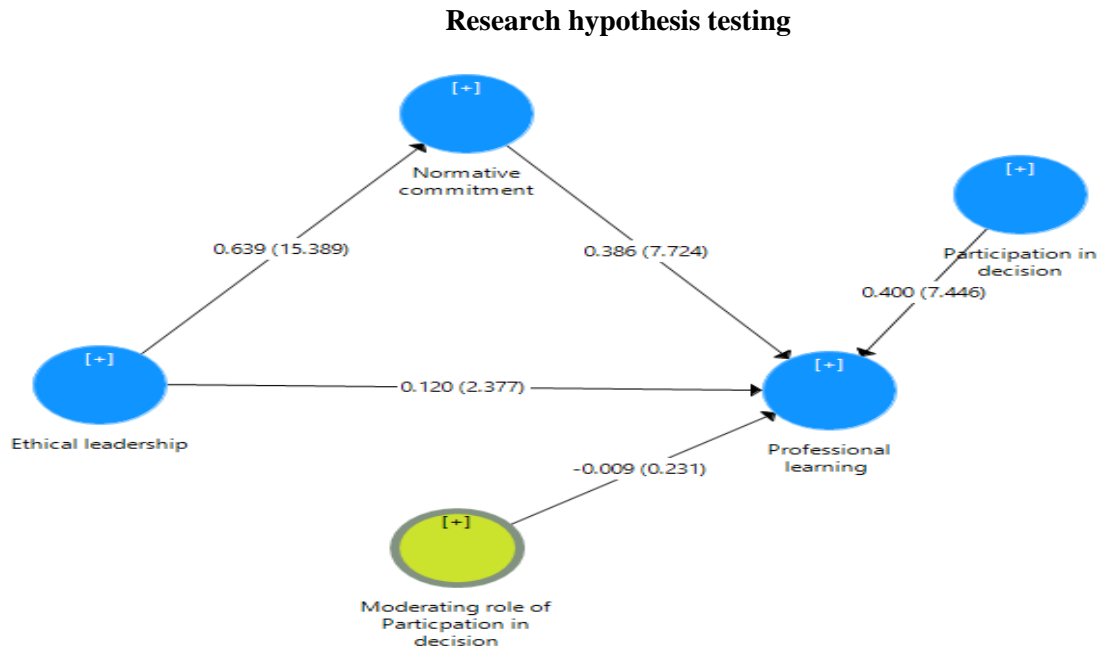 Research hypothesis testing
[+]
Normative
commitment
[+]
Participation in
decision
0.639 (15.389)
0.386 (7.724)
0.400 (7.446)
[+]
Ethical leadership
0.120 (2.377)
[+]
Professional
learning
-0.009 (0.231)
[+]
Moderating role of
Particpation in
decision